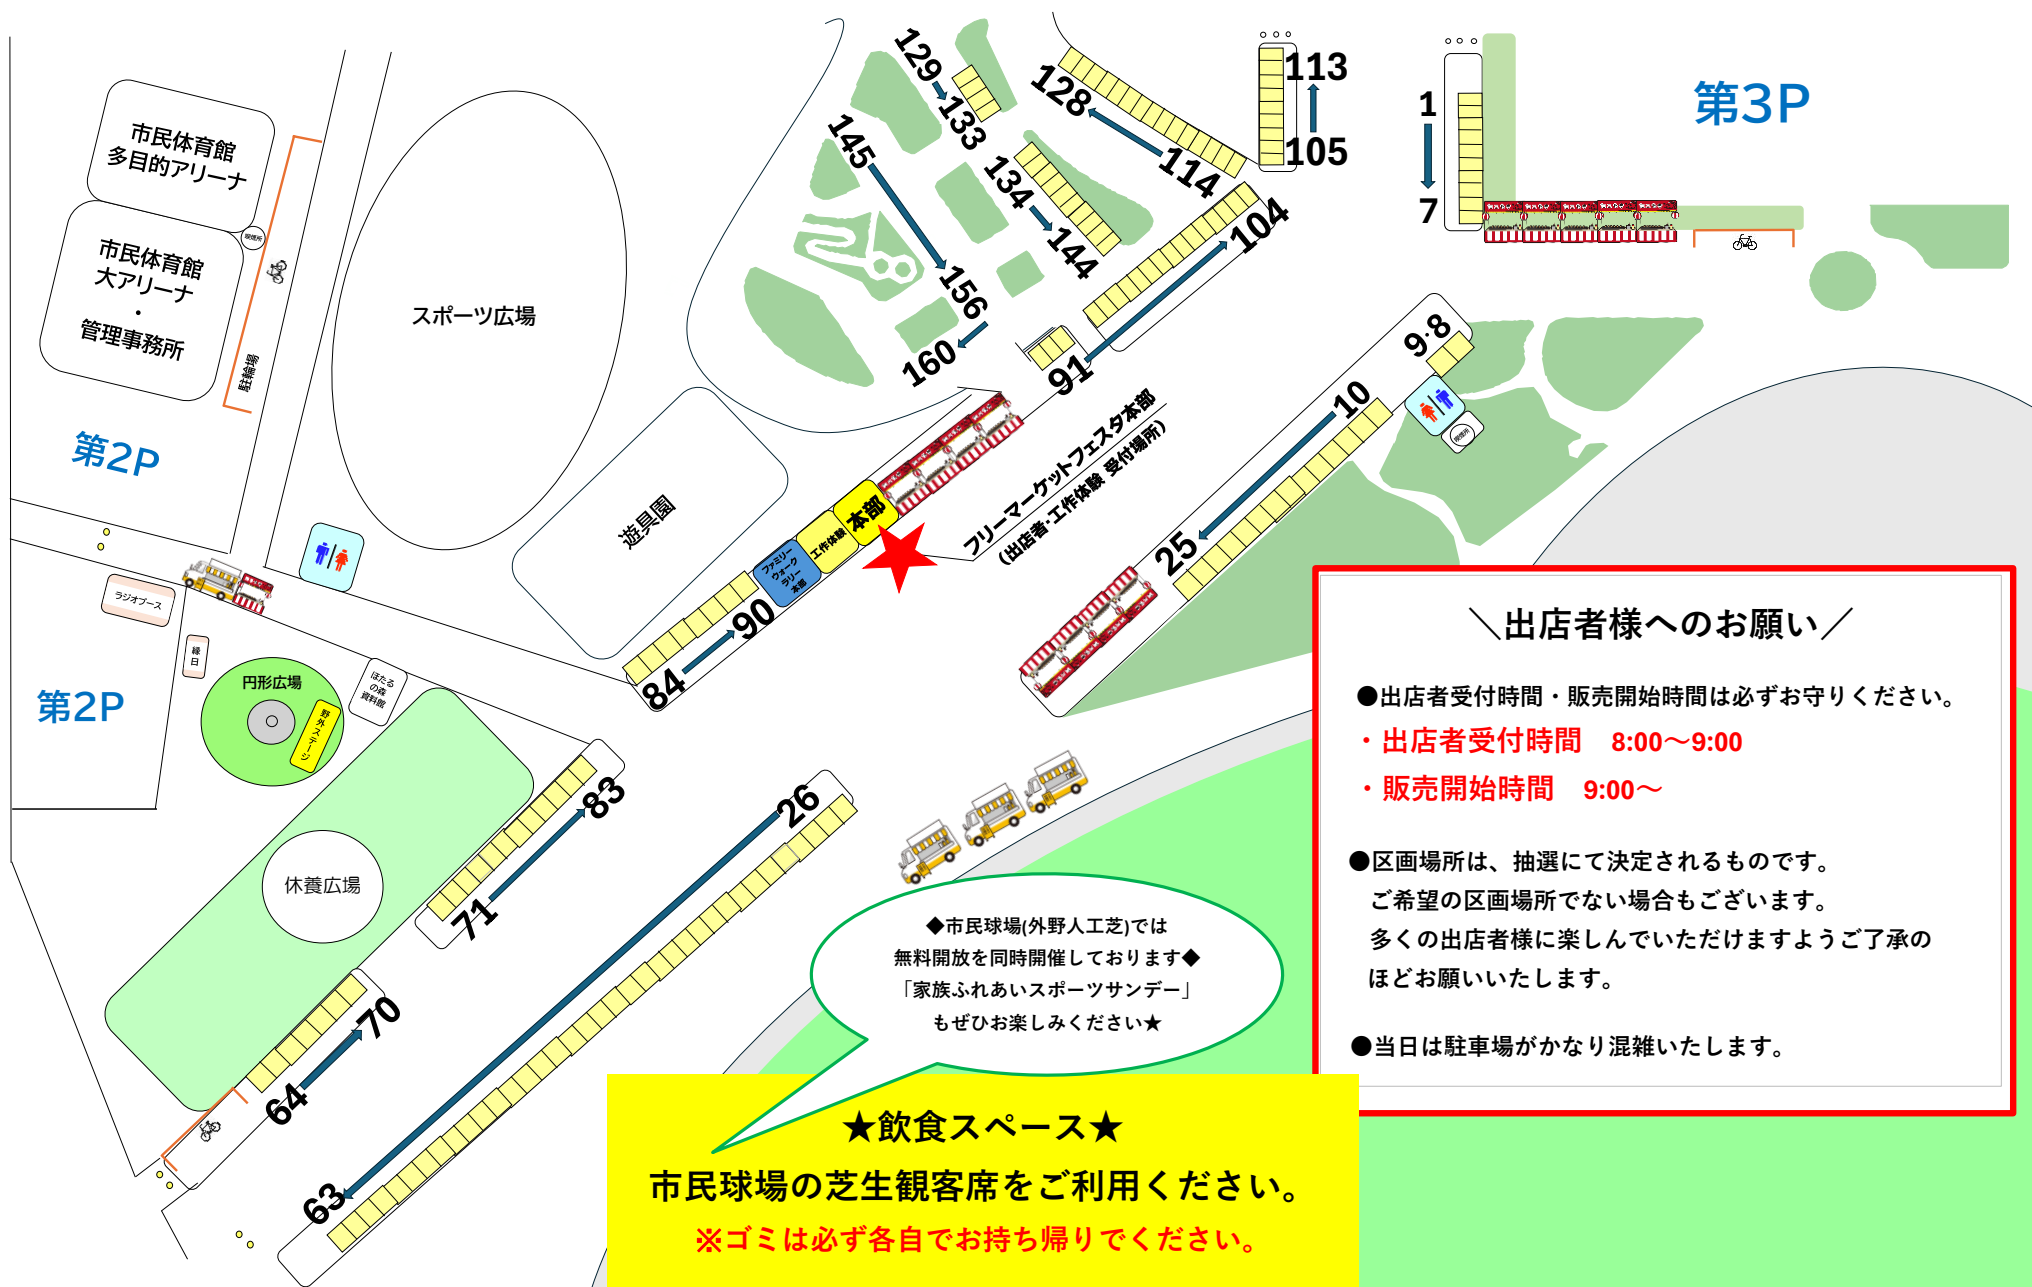 市民体育館
多目的アリーナ
喫煙所
市民体育館
大アリーナ
・
管理事務所
駐輪場
第2P
スポーツ広場
129
133
145
134
144
156
160
128
114
113
105
104
91
1
7
第3P
9・8
10
25
喫煙所
フリーマーケットフェスタ本部
(出店者・工作体験 受付場所)
遊具園
本部
工作体験
ファミリー
ウォーク
ラリー
本部
84
90
ラジオブース
縁日
第2P
円形広場
野外ステージ
ほたる
の森
資料館
休養広場
83
71
70
64
26
63
◆市民球場(外野人工芝)では
無料開放を同時開催しております◆
「家族ふれあいスポーツサンデー」
もぜひお楽しみください★
★飲食スペース★
市民球場の芝生観客席をご利用ください。
※ゴミは必ず各自でお持ち帰りでください。
＼出店者様へのお願い／
●出店者受付時間・販売開始時間は必ずお守りください。
・出店者受付時間　8:00～9:00
・販売開始時間　9:00～
●区画場所は、抽選にて決定されるものです。
ご希望の区画場所でない場合もございます。
多くの出店者様に楽しんでいただけますようご了承の
ほどお願いいたします。
●当日は駐車場がかなり混雑いたします。